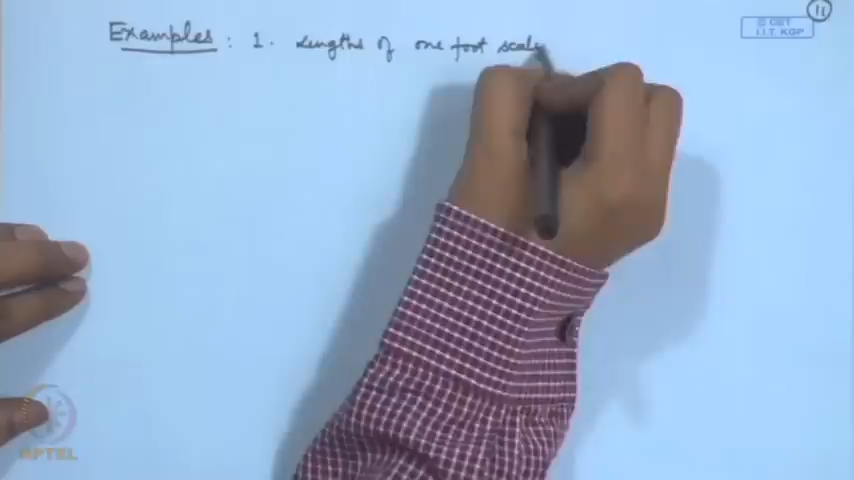 11
© CET
I.I.T. KGP
Examples : 1. Lengths of one foot scale
NPTEL